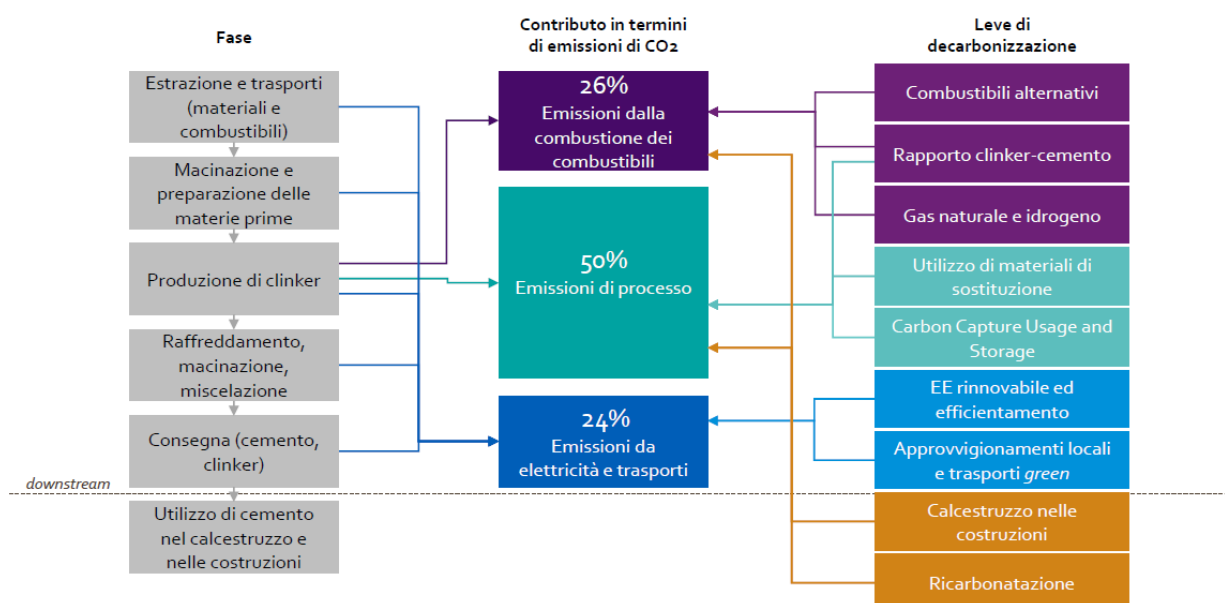 Fase
Estrazione e trasporti
(materiali e
combustibili)
Macinazione e
preparazione delle
materie prime
Produzione di clinker
Raffreddamento,
macinazione,
miscelazione
Consegna (cemento,
clinker)
downstream
Utilizzo di cemento
nel calcestruzzo e
nelle costruzioni
Contributo in termini
di emissioni di CO2
26%
Emissioni dalla
combustione dei
combustibili
50%
Emissioni di processo
24%
Emissioni da
elettricità e trasporti
Leve di
decarbonizzazione
Combustibili alternativi
Rapporto clinker-cemento
Gas naturale e idrogeno
Utilizzo di materiali di
sostituzione
Carbon Capture Usage and
Storage
EE rinnovabile ed
efficientamento
Approvvigionamenti locali
e trasporti green
Calcestruzzo nelle
costruzioni
Ricarbonatazione